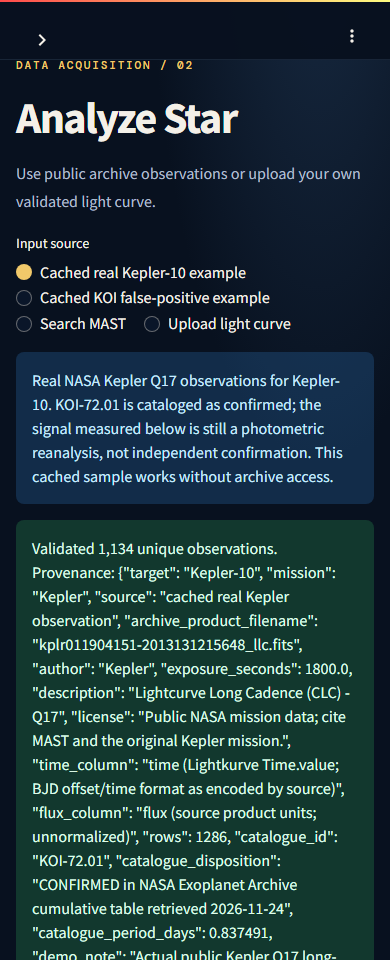 DATA ACQUISITION / 02
Analyze Star
Use public archive observations or upload your own
validated light curve.
Input source
Cached real Kepler-10 example
Cached KOI false-positive example
Search MAST
Upload light curve
Real NASA Kepler Q17 observations for Kepler-
10. KOI-72.01 is cataloged as confirmed; the
signal measured below is still a photometric
reanalysis, not independent confirmation. This
cached sample works without archive access.
Validated 1,134 unique observations.
Provenance: {"target": "Kepler-10", "mission":
"Kepler", "source": "cached real Kepler
observation", "archive_product_filename":
"kplr011904151-2013131215648_llc.fits",
"author": "Kepler", "exposure_seconds": 1800.0,
"description": "Lightcurve Long Cadence (CLC) -
Q17", "license": "Public NASA mission data; cite
MAST and the original Kepler mission.",
"time_column": "time (Lightkurve Time.value;
BJD offset/time format as encoded by source)",
"flux_column": "flux (source product units;
unnormalized)", "rows": 1286, "catalogue_id":
"KOI-72.01", "catalogue_disposition":
"CONFIRMED in NASA Exoplanet Archive
cumulative table retrieved 2026-11-24",
"catalogue_period_days": 0.837491,
"demo_note": "Actual public Kepler Q17 long-